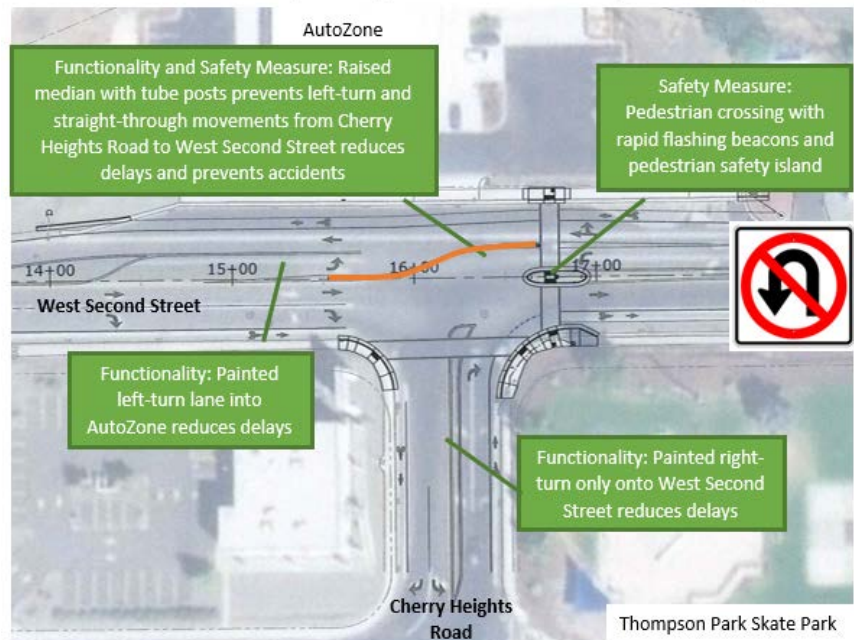 AutoZone
Functionality and Safety Measure: Raised
median with tube posts prevents left-turn and
straight-through movements from Cherry
Heights Road to West Second Street reduces
delays and prevents accidents
Safety Measure:
Pedestrian crossing with
rapid flashing beacons and
pedestrian safety island
14+00
15+00
16+00
17+00
West Second Street
Functionality: Painted
left-turn lane into
AutoZone reduces delays
Functionality: Painted right-
turn only onto West Second
Street reduces delays
Cherry Heights
Road
Thompson Park Skate Park